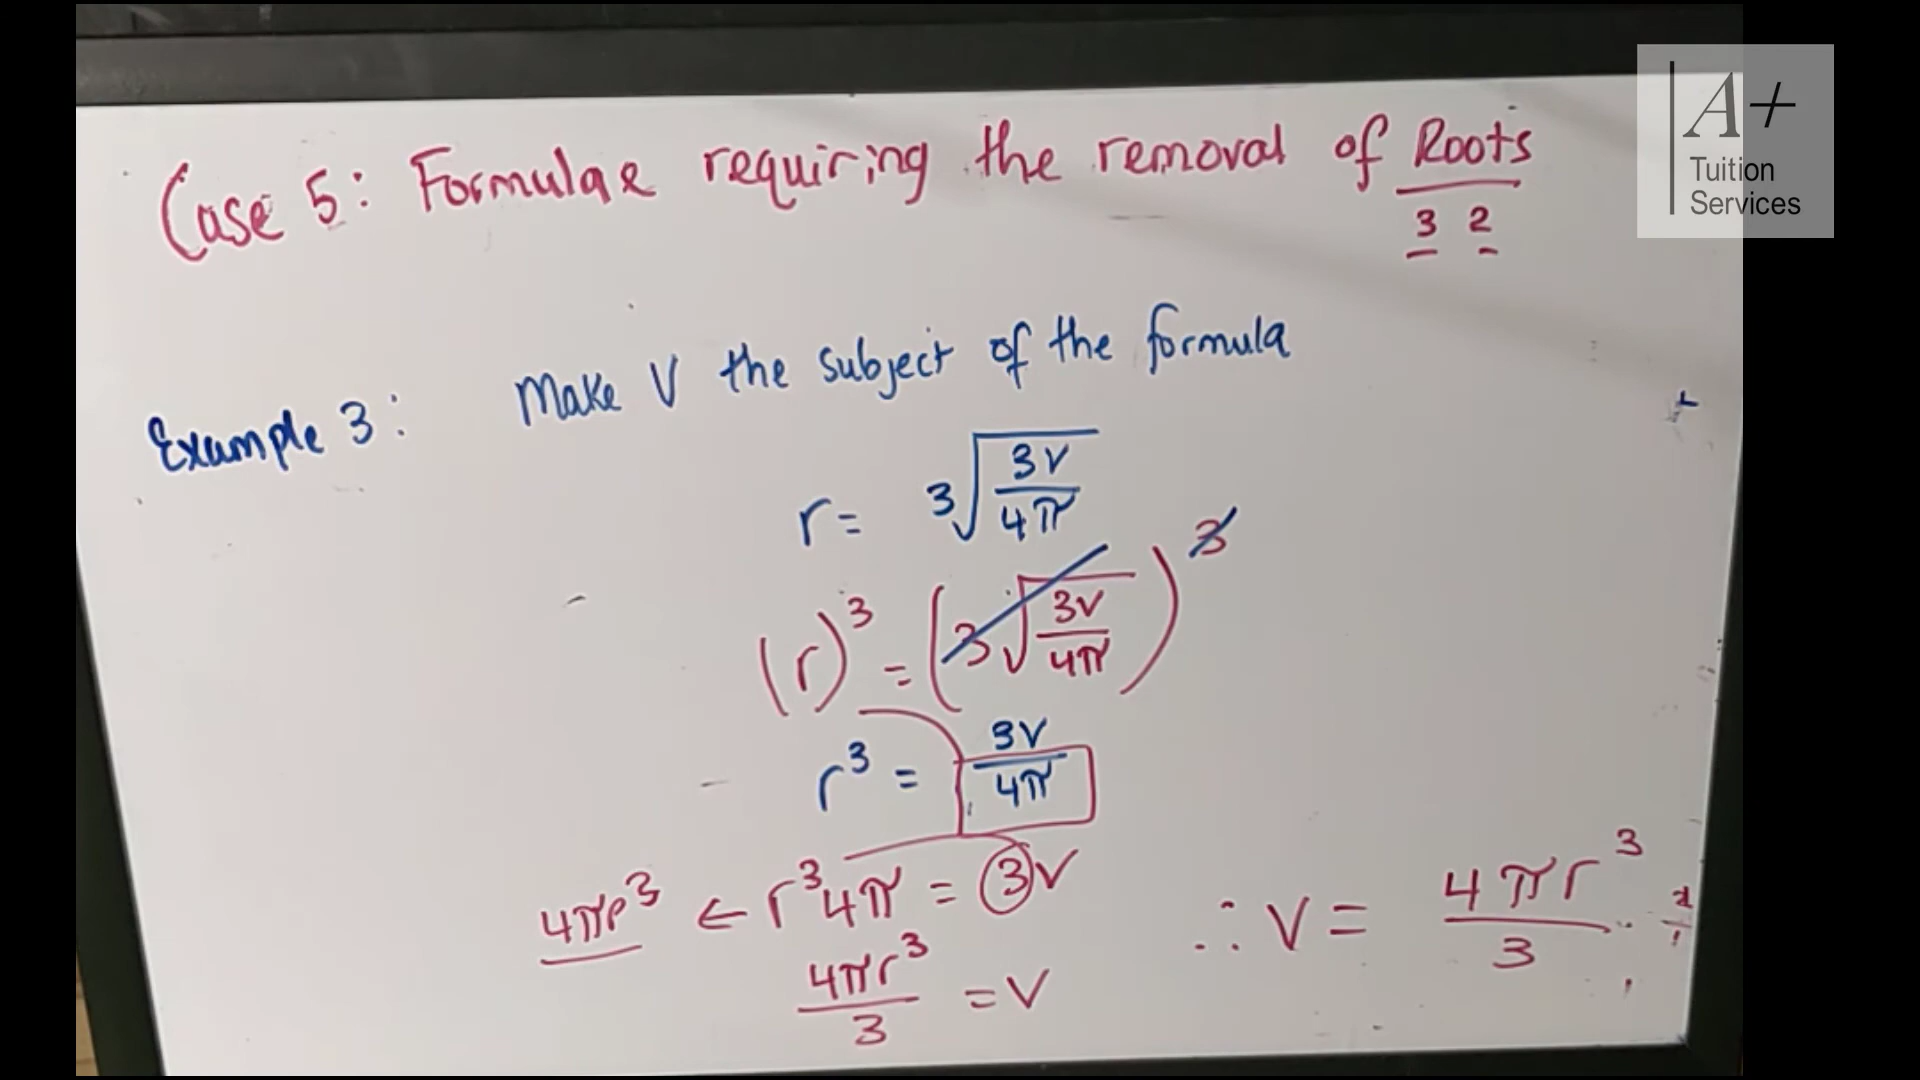 A+
Tuition
Services
Case 5: Formulae requiring the removal of Roots
3 2
Example 3: Make V the subject of the formula
r = ∛(3V/4π)
(r)³ = (∛(3V/4π))³
r³ = 3V/4π
4πr³ ← r³4π = 3V
4πr³/3 = V
∴ V = 4πr³/3